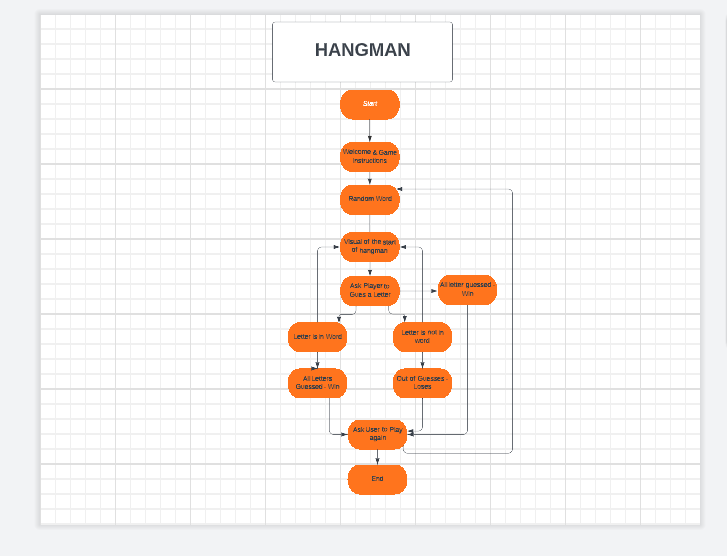 HANGMAN
Start
Welcome & Game
Instructions
Random Word
Visual of the start
of hangman
Ask Player to
Gues a Letter
All letter guessed -
Win
Letter is in Word
Letter is not in
word
All Letters
Guessed - Win
Out of Guesses -
Loses
Ask User to Play
again
End